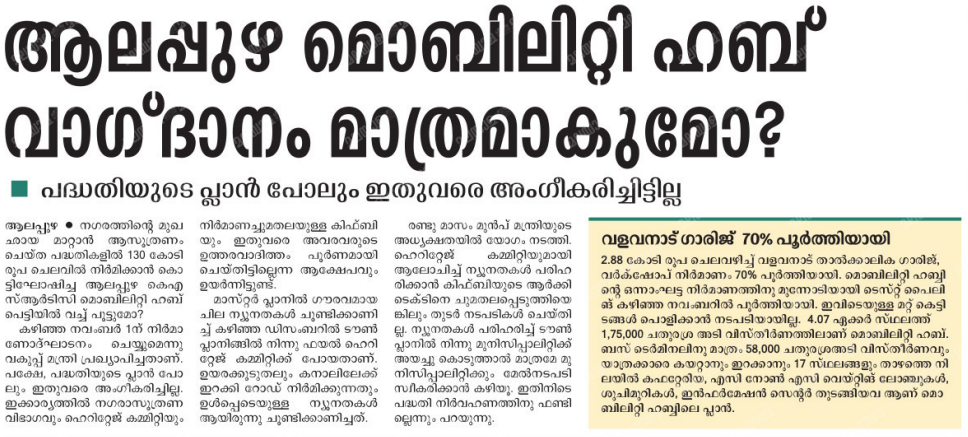 ആലപ്പുഴ മൊബിലിറ്റി ഹബ്
വാഗ്ദാനം മാത്രമാകുമോ?
പദ്ധതിയുടെ പ്ലാൻ പോലും ഇതുവരെ അംഗീകരിച്ചിട്ടില്ല
ആലപ്പുഴ ● നഗരത്തിന്റെ മുഖ
ഛായ മാറ്റാൻ ആസൂത്രണം
ചെയ്ത പദ്ധതികളിൽ 130 കോടി
രൂപ ചെലവിൽ നിർമിക്കാൻ കൊ
ട്ടിഘോഷിച്ച ആലപ്പുഴ കെഎ
സ്ആർടിസി മൊബിലിറ്റി ഹബ്
പെട്ടിയിൽ വച്ച് പൂട്ടുമോ?
കഴിഞ്ഞ നവംബർ 1ന് നിർമാ
ണോദ്ഘാടനം ചെയ്യുമെന്നു
വകുപ്പ് മന്ത്രി പ്രഖ്യാപിച്ചതാണ്.
പക്ഷേ, പദ്ധതിയുടെ പ്ലാൻ പോ
ലും ഇതുവരെ അംഗീകരിച്ചില്ല.
ഇക്കാര്യത്തിൽ നഗരാസൂത്രണ
വിഭാഗവും ഹെറിറ്റേജ് കമ്മിറ്റിയും
നിർമാണച്ചുമതലയുള്ള കിഫ്ബി
യും ഇതുവരെ അവരവരുടെ
ഉത്തരവാദിത്തം പൂർണമായി
ചെയ്തിട്ടില്ലെന്ന ആക്ഷേപവും
ഉയർന്നിട്ടുണ്ട്.
മാസ്റ്റർ പ്ലാനിൽ ഗൗരവമായ
ചില ന്യൂനതകൾ ചൂണ്ടിക്കാണി
ച്ച് കഴിഞ്ഞ ഡിസംബറിൽ ടൗൺ
പ്ലാനിങ്ങിൽ നിന്നു ഫയൽ ഹെറി
റ്റേജ് കമ്മിറ്റിക്ക് പോയതാണ്.
ഉയരക്കൂടുതലും കനാലിലേക്ക്
ഇറക്കി റോഡ് നിർമിക്കുന്നതും
ഉൾപ്പെടെയുള്ള ന്യൂനതകൾ
ആയിരുന്നു ചൂണ്ടിക്കാണിച്ചത്.
രണ്ടു മാസം മുൻപ് മന്ത്രിയുടെ
അധ്യക്ഷതയിൽ യോഗം നടത്തി.
ഹെറിറ്റേജ് കമ്മിറ്റിയുമായി
ആലോചിച്ച് ന്യൂനതകൾ പരിഹ
രിക്കാൻ കിഫ്ബിയുടെ ആർക്കി
ടെക്ടിനെ ചുമതലപ്പെടുത്തിയെ
ങ്കിലും തുടർ നടപടികൾ ചെയ്തി
ല്ല. ന്യൂനതകൾ പരിഹരിച്ച് ടൗൺ
പ്ലാനിൽ നിന്നു മുനിസിപ്പാലിറ്റിക്ക്
അയച്ചു കൊടുത്താൽ മാത്രമേ മു
നിസിപ്പാലിറ്റിക്കും മേൽനടപടി
സ്വീകരിക്കാൻ കഴിയൂ. ഇതിനിടെ
പദ്ധതി നിർവഹണത്തിനു ഫണ്ടി
ല്ലെന്നും പറയുന്നു.
വളവനാട് ഗാരിജ് 70% പൂർത്തിയായി
2.88 കോടി രൂപ ചെലവഴിച്ച് വളവനാട് താൽക്കാലിക ഗാരിജ്,
വർക്‌ഷോപ് നിർമാണം 70% പൂർത്തിയായി. മൊബിലിറ്റി ഹബ്ബി
ന്റെ ഒന്നാംഘട്ട നിർമാണത്തിനു മുന്നോടിയായി ടെസ്റ്റ് പൈലി
ങ് കഴിഞ്ഞ നവംബറിൽ പൂർത്തിയായി. ഇവിടെയുള്ള മറ്റ് കെട്ടി
ടങ്ങൾ പൊളിക്കാൻ നടപടിയായില്ല. 4.07 ഏക്കർ സ്ഥലത്ത്
1,75,000 ചതുരശ്ര അടി വിസ്തീർണത്തിലാണ് മൊബിലിറ്റി ഹബ്.
ബസ് ടെർമിനലിനു മാത്രം 58,000 ചതുരശ്രഅടി വിസ്തീർണവും
യാത്രക്കാരെ കയറ്റാനും ഇറക്കാനും 17 സ്ഥലങ്ങളും താഴത്തെ നി
ലയിൽ കഫറ്റേരിയ, എസി നോൺ എസി വെയ്റ്റിങ് ലോഞ്ചുകൾ,
ശുചിമുറികൾ, ഇൻഫർമേഷൻ സെന്റർ തുടങ്ങിയവ ആണ് മൊ
ബിലിറ്റി ഹബ്ബിലെ പ്ലാൻ.